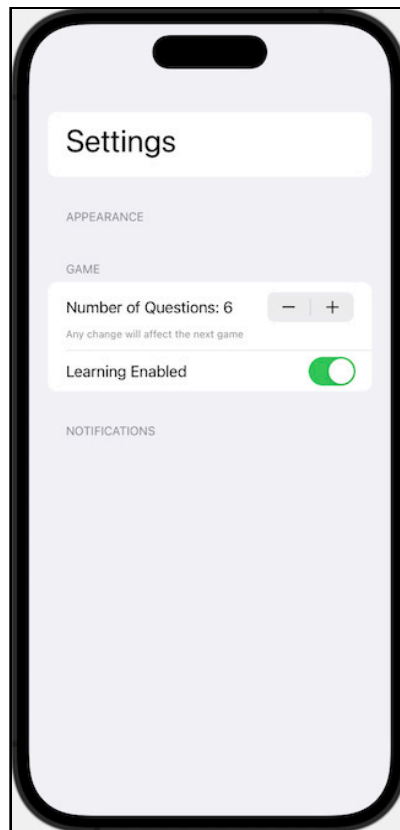 Settings
APPEARANCE
GAME
Number of Questions: 6
Any change will affect the next game
Learning Enabled
NOTIFICATIONS